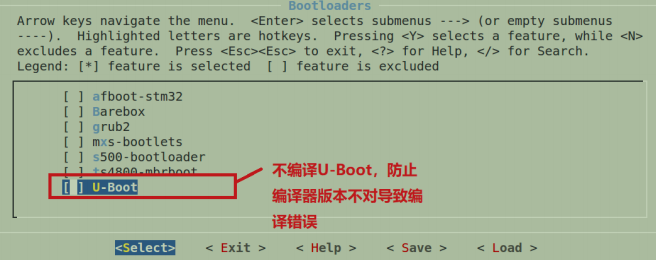 Bootloaders
Arrow keys navigate the menu.  <Enter> selects submenus ---> (or empty submenus
----).  Highlighted letters are hotkeys.  Pressing <Y> selects a feature, while <N>
excludes a feature.  Press <Esc><Esc> to exit, <?> for Help, </> for Search.
Legend: [*] feature is selected  [ ] feature is excluded
[ ] afboot-stm32
[ ] Barebox
[ ] grub2
[ ] mxs-bootlets
[ ] s500-bootloader
[ ] ts4800-mbrboot
[ ] U-Boot
不编译U-Boot，防止
编译器版本不对导致编
译错误
<Select>    < Exit >    < Help >    < Save >    < Load >